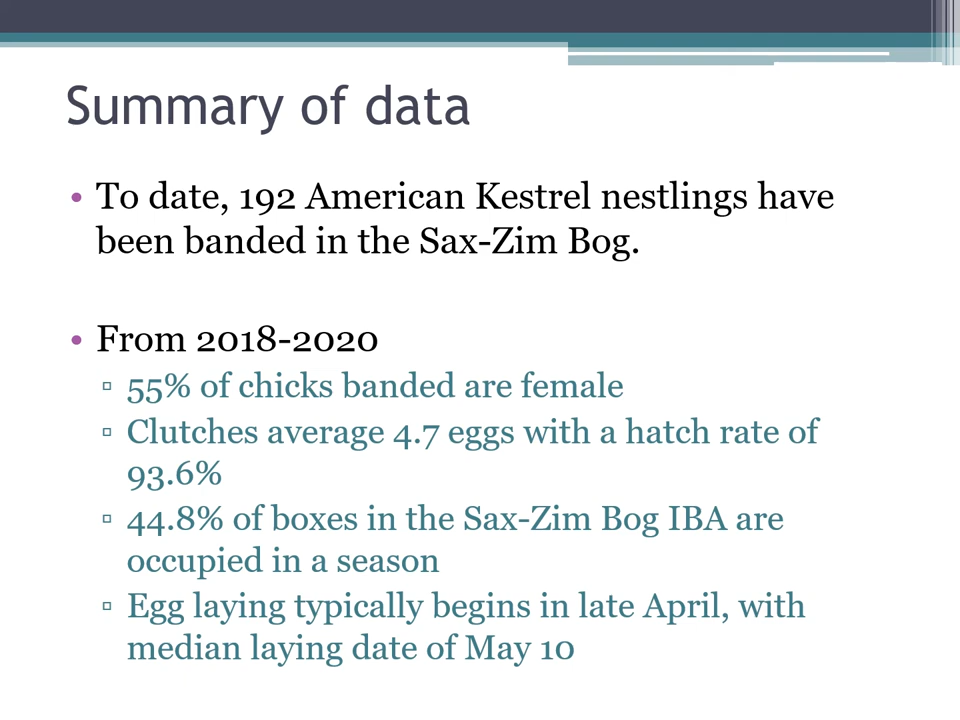 Summary of data
• To date, 192 American Kestrel nestlings have
been banded in the Sax-Zim Bog.
• From 2018-2020
▫ 55% of chicks banded are female
▫ Clutches average 4.7 eggs with a hatch rate of
93.6%
▫ 44.8% of boxes in the Sax-Zim Bog IBA are
occupied in a season
▫ Egg laying typically begins in late April, with
median laying date of May 10